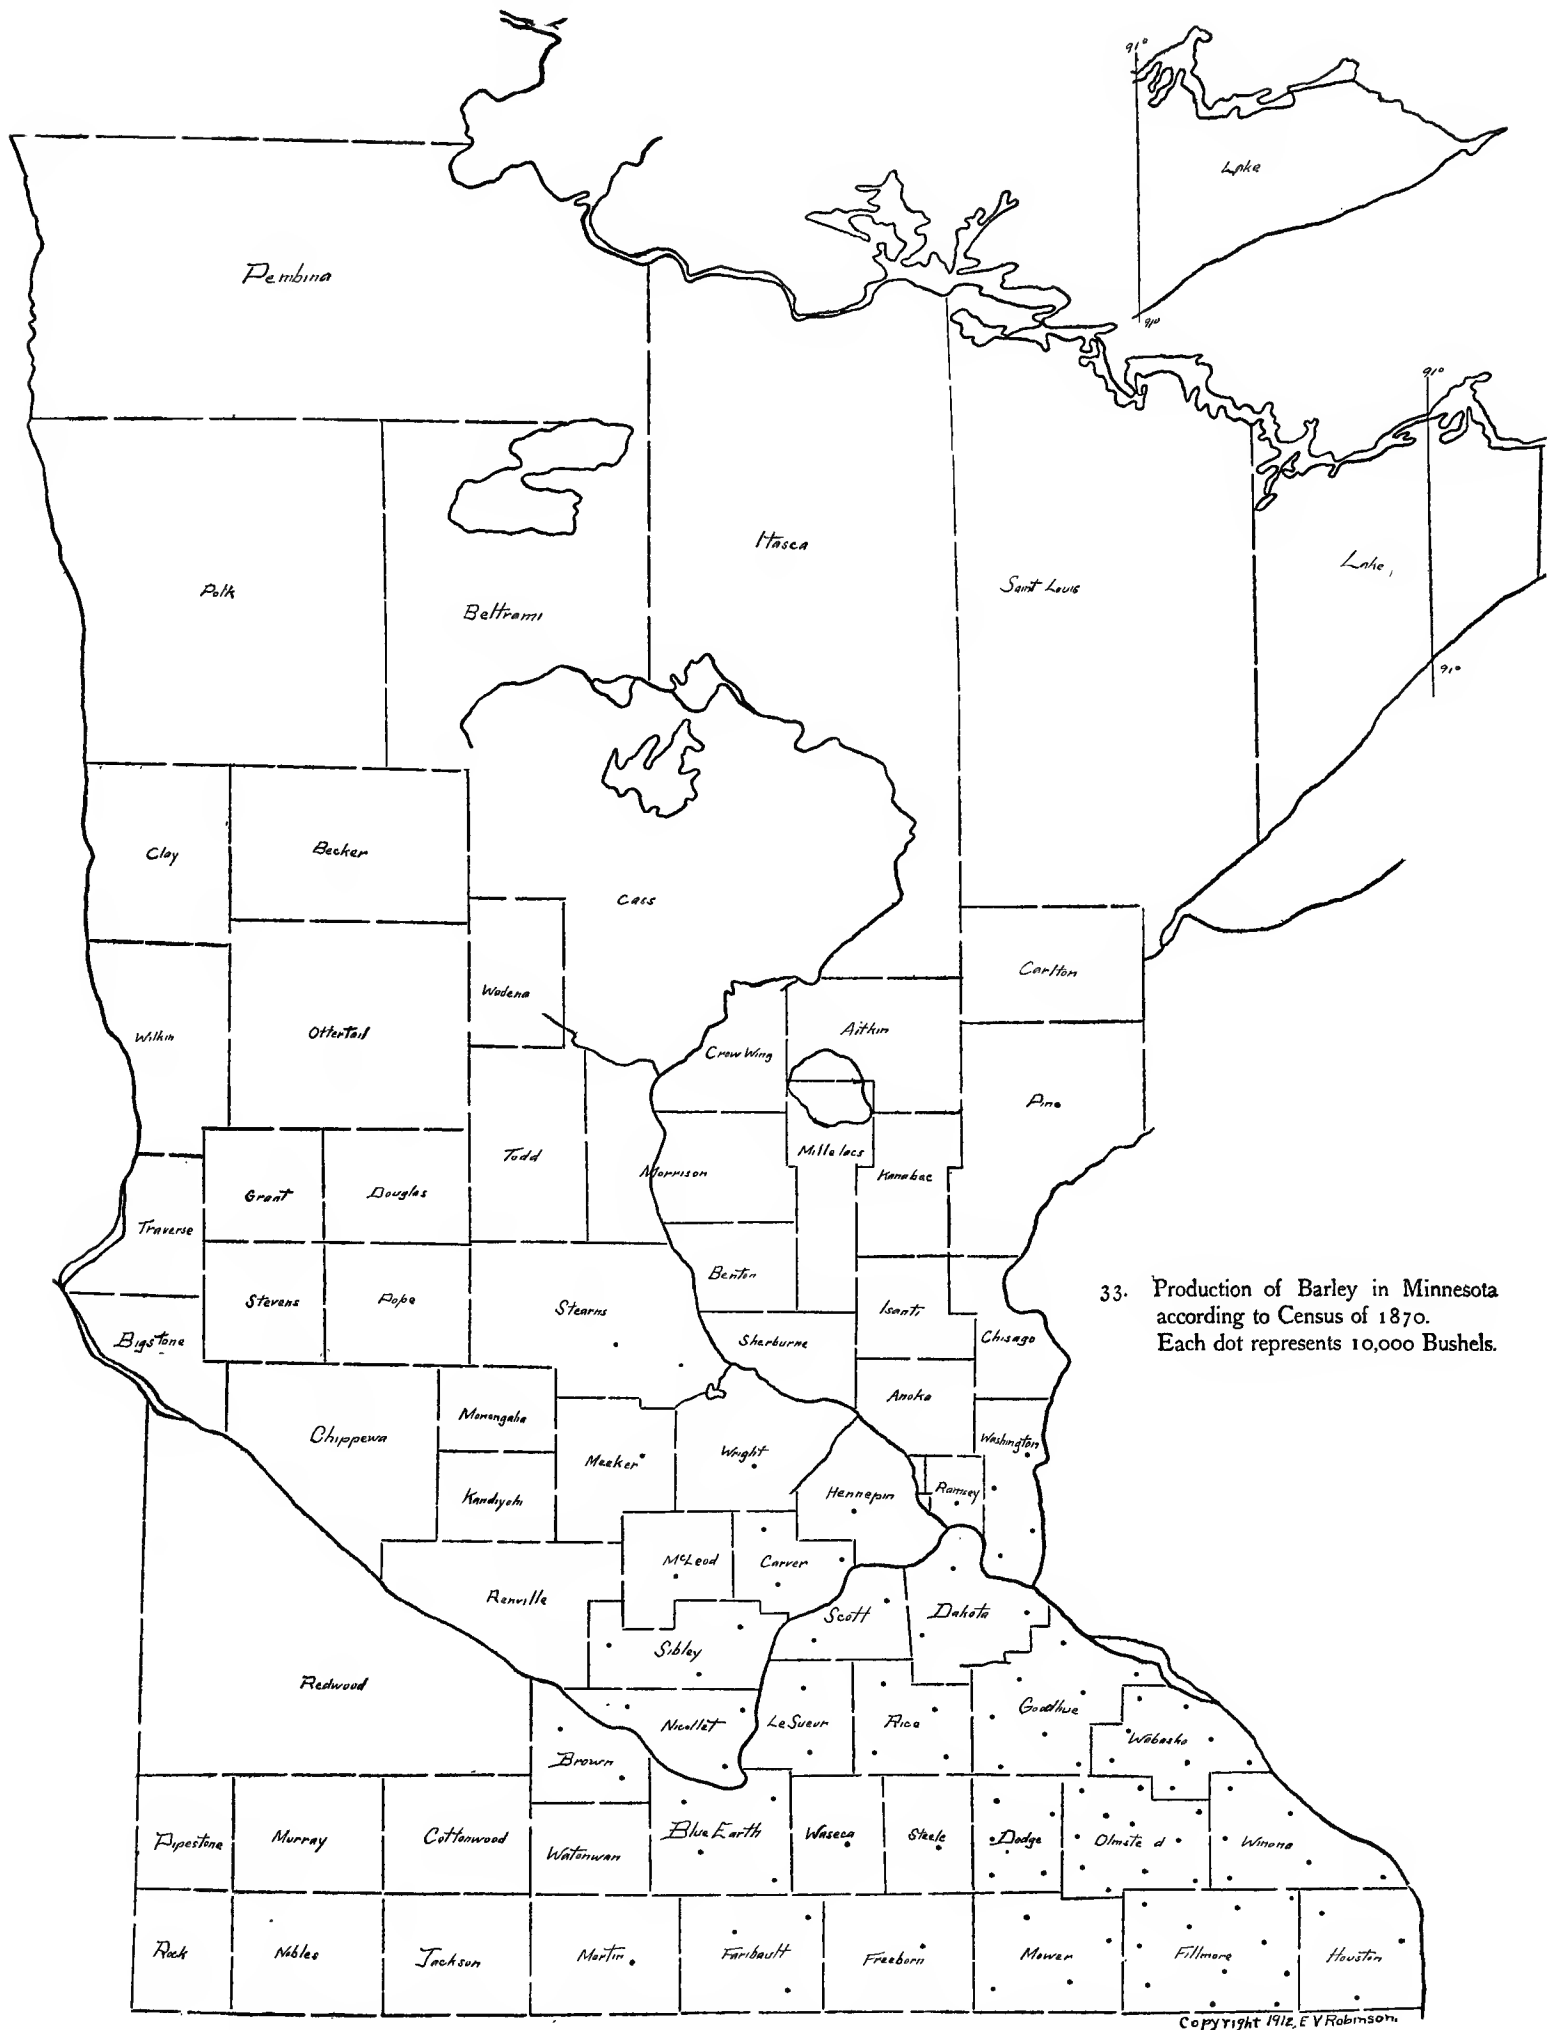 91°
Lake
91°
Pembina
91°
Itasca
Lake
Polk
Saint Louis
Beltrami
91°
Clay
Becker
Cass
Carlton
Wadena
Wilkin
Ottertail
Aitkin
Crow Wing
Pine
Todd
Mille lacs
Morrison
Kanabac
Grant
Douglas
Traverse
Benton
Stevens
Pope
Stearns
Isanti
Bigstone
Sherburne
Chisago
33. Production of Barley in Minnesota
according to Census of 1870.
Each dot represents 10,000 Bushels.
Anoka
Monongalia
Chippewa
Washington
Wright
Meeker
Kandiyohi
Hennepin
Ramsey
McLeod
Carver
Renville
Scott
Dakota
Sibley
Redwood
Goodhue
Nicollet
Le Sueur
Rice
Wabasha
Brown
Pipestone
Murray
Cottonwood
Watonwan
Blue Earth
Waseca
Steele
Dodge
Olmsted
Winona
Rock
Nobles
Jackson
Martin
Faribault
Freeborn
Mower
Fillmore
Houston
Copyright 1912, E V Robinson.